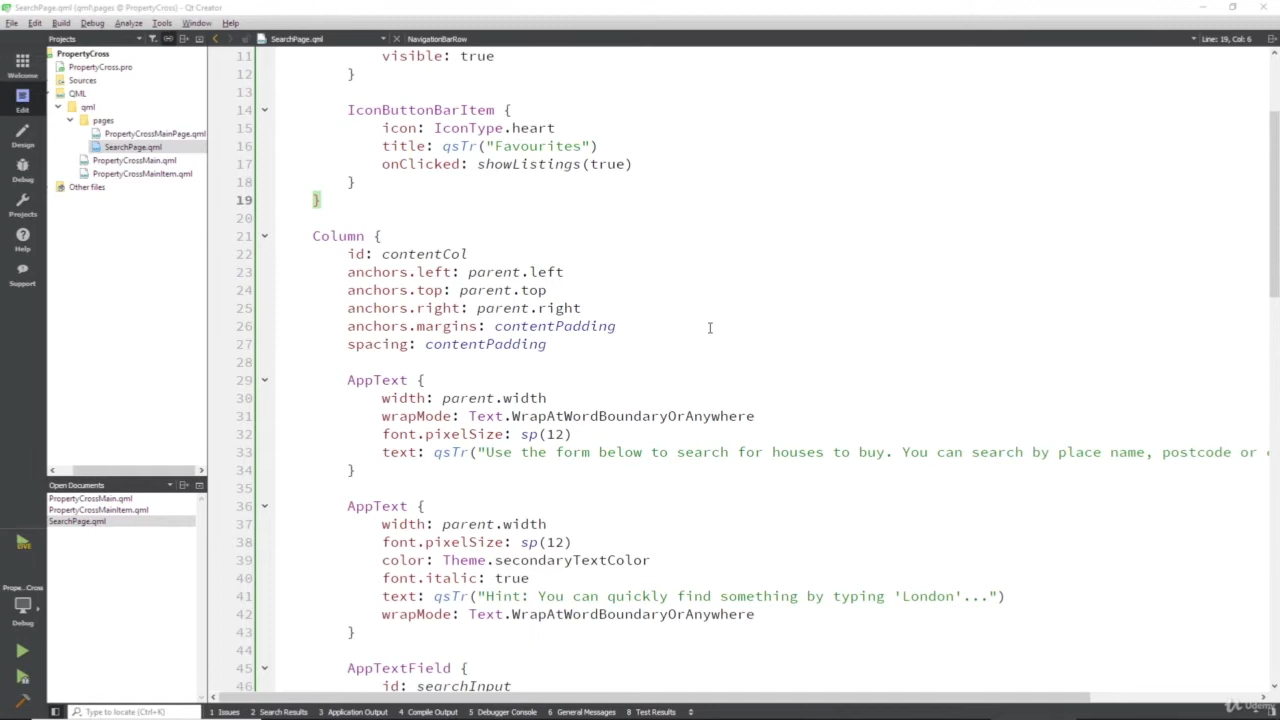 SearchPage.qml (qml\pages @ PropertyCross) - Qt Creator
File Edit Build Debug Analyze Tools Window Help
Projects
SearchPage.qml
NavigationBarRow
Line: 19, Col: 6
Welcome
Edit
Design
Debug
Projects
Help
Support
LIVE
Prope...Cross
Debug
PropertyCross
PropertyCross.pro
Sources
QML
qml
pages
PropertyCrossMainPage.qml
SearchPage.qml
PropertyCrossMain.qml
PropertyCrossMainItem.qml
Other files
Open Documents
PropertyCrossMain.qml
PropertyCrossMainItem.qml
SearchPage.qml
11 visible: true
12 }
13
14 IconButtonBarItem {
15 icon: IconType.heart
16 title: qsTr("Favourites")
17 onClicked: showListings(true)
18 }
19 }
20
21 Column {
22 id: contentCol
23 anchors.left: parent.left
24 anchors.top: parent.top
25 anchors.right: parent.right
26 anchors.margins: contentPadding
27 spacing: contentPadding
28
29 AppText {
30 width: parent.width
31 wrapMode: Text.WrapAtWordBoundaryOrAnywhere
32 font.pixelSize: sp(12)
33 text: qsTr("Use the form below to search for houses to buy. You can search by place name, postcode or
34 }
35
36 AppText {
37 width: parent.width
38 font.pixelSize: sp(12)
39 color: Theme.secondaryTextColor
40 font.italic: true
41 text: qsTr("Hint: You can quickly find something by typing 'London'...")
42 wrapMode: Text.WrapAtWordBoundaryOrAnywhere
43 }
44
45 AppTextField {
46 id: searchInput
Type to locate (Ctrl+K)
1 Issues 2 Search Results 3 Application Output 4 Compile Output 5 Debugger Console 6 General Messages 8 Test Results
Udemy